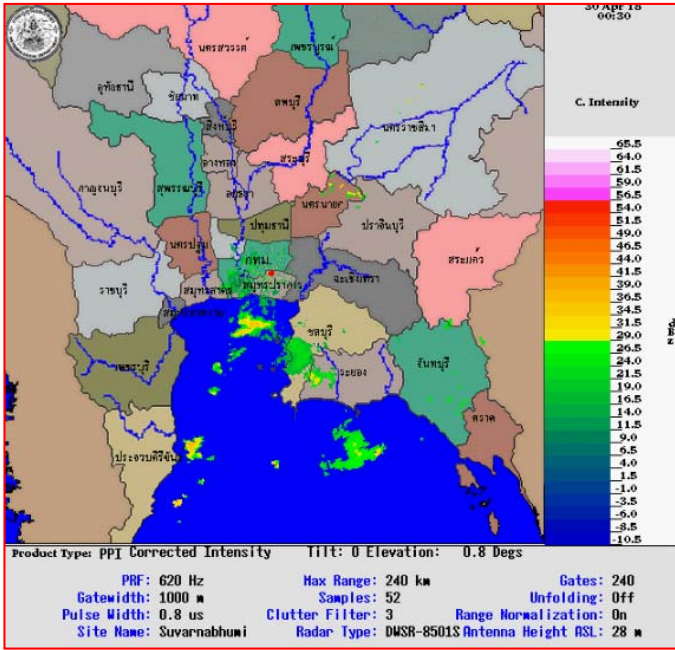 30 Apr 18
00:30
C. Intensity
นครสวรรค์
เพชรบูรณ์
อุทัยธานี
ชัยนาท
ลพบุรี
สิงห์บุรี
นครราชสีมา
อ่างทอง
สระบุรี
กาญจนบุรี
สุพรรณบุรี
อยุธยา
นครนายก
ปทุมธานี
ปราจีนบุรี
นครปฐม
กทม.
สระแก้ว
ราชบุรี
สมุทรสาคร
สมุทรปราการ
ฉะเชิงเทรา
ชลบุรี
เพชรบุรี
ระยอง
จันทบุรี
ตราด
ประจวบคีรีขันธ์
65.5
64.0
61.5
59.0
56.5
54.0
51.5
49.0
46.5
44.0
41.5
39.0
36.5
34.0
31.5
29.0
26.5
24.0
21.5
19.0
16.5
14.0
11.5
9.0
6.5
4.0
1.5
-1.0
-3.5
-6.0
-8.5
-10.5
Product Type: PPI Corrected Intensity Tilt: 0 Elevation: 0.8 Degs
PRF: 620 Hz Max Range: 240 km Gates: 240
Gatewidth: 1000 m Samples: 52 Unfolding: Off
Pulse Width: 0.8 us Clutter Filter: 3 Range Normalization: On
Site Name: Suvarnabhumi Radar Type: DWSR-8501S Antenna Height ASL: 28 m